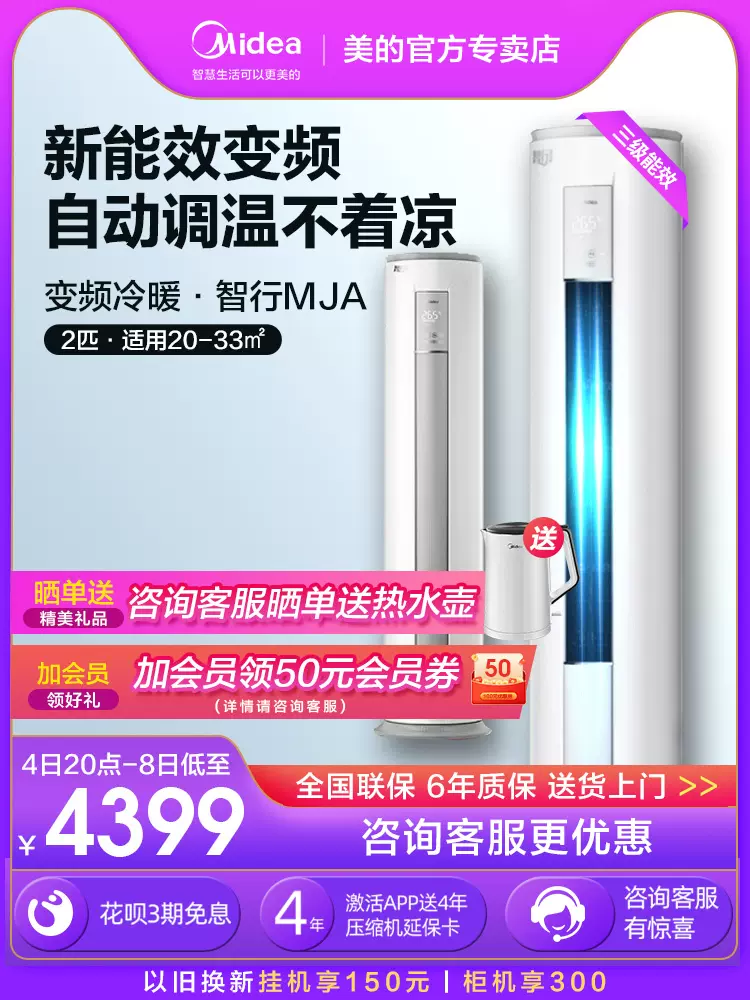 Midea | 美的官方专卖店
智慧生活可以更美的
三级能效
新能效变频
自动调温不着凉
变频冷暖·智行MJA
2匹·适用20-33㎡
送
晒单送
精美礼品
咨询客服晒单送热水壶
加会员
领好礼
加会员领50元会员券
(详情请咨询客服)
50
4日20点-8日低至
¥4399
全国联保 6年质保 送货上门 >>
咨询客服更优惠
花呗3期免息
4年
激活APP送4年
压缩机延保卡
咨询客服
有惊喜
以旧换新挂机享150元 | 柜机享300